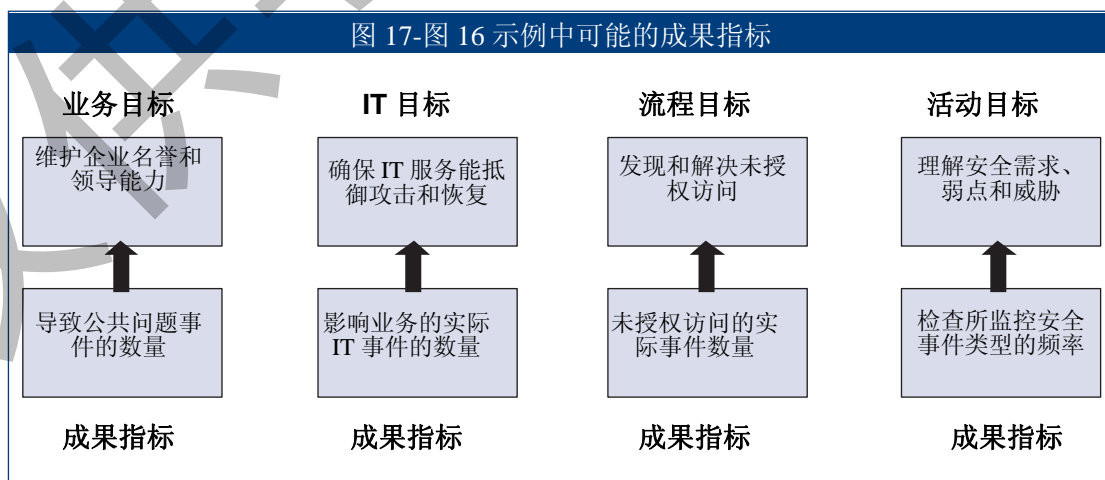 图 17-图 16 示例中可能的成果指标
业务目标
IT 目标
流程目标
活动目标
维护企业名誉和
领导能力
确保 IT 服务能抵
御攻击和恢复
发现和解决未授
权访问
理解安全需求、
弱点和威胁
导致公共问题事
件的数量
影响业务的实际
IT 事件的数量
未授权访问的实
际事件数量
检查所监控安全
事件类型的频率
成果指标
成果指标
成果指标
成果指标